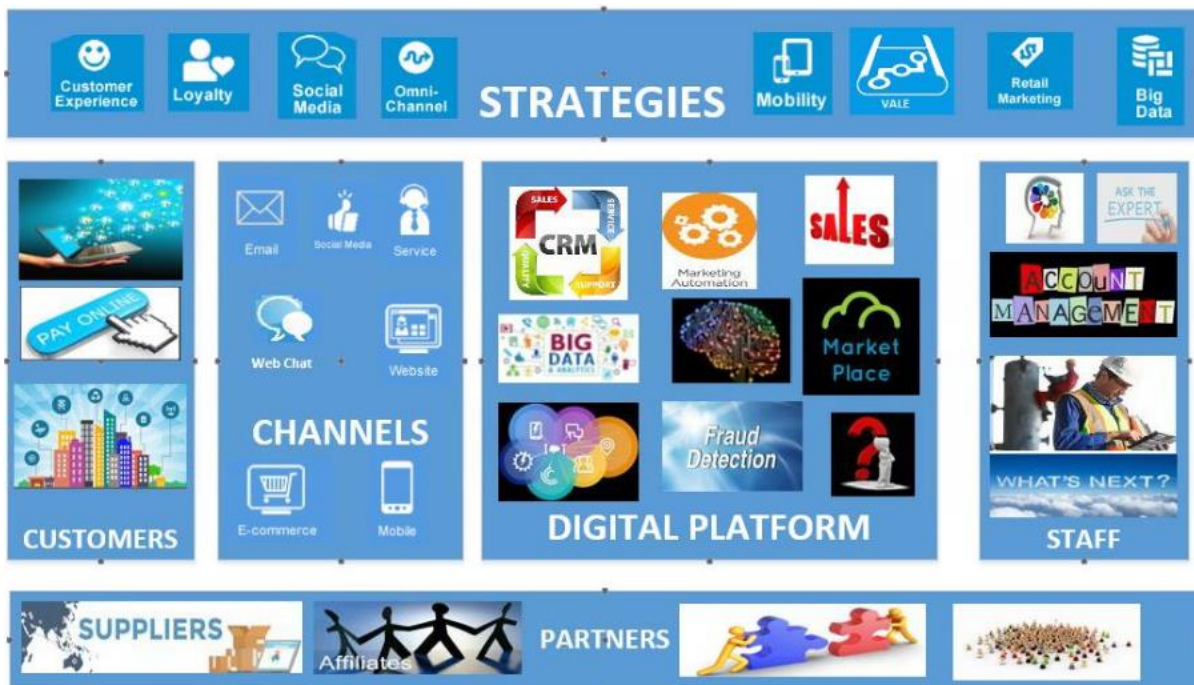 Customer
Experience
Loyalty
Social
Media
Omni-
Channel
STRATEGIES
Mobility
VALE
Retail
Marketing
Big
Data
PAY ONLINE
CUSTOMERS
Email
Social Media
Service
Web Chat
Website
CHANNELS
E-commerce
Mobile
SALES
SERVICE
CRM
QUALITY
SUPPORT
Marketing
Automation
SALES
BIG
DATA
& ANALYTICS
Market
Place
Fraud
Detection
DIGITAL PLATFORM
ASK THE
EXPERT
ACCOuNT
MANAGeMENT
WHAT'S NEXT?
STAFF
SUPPLIERS
Affiliates
PARTNERS